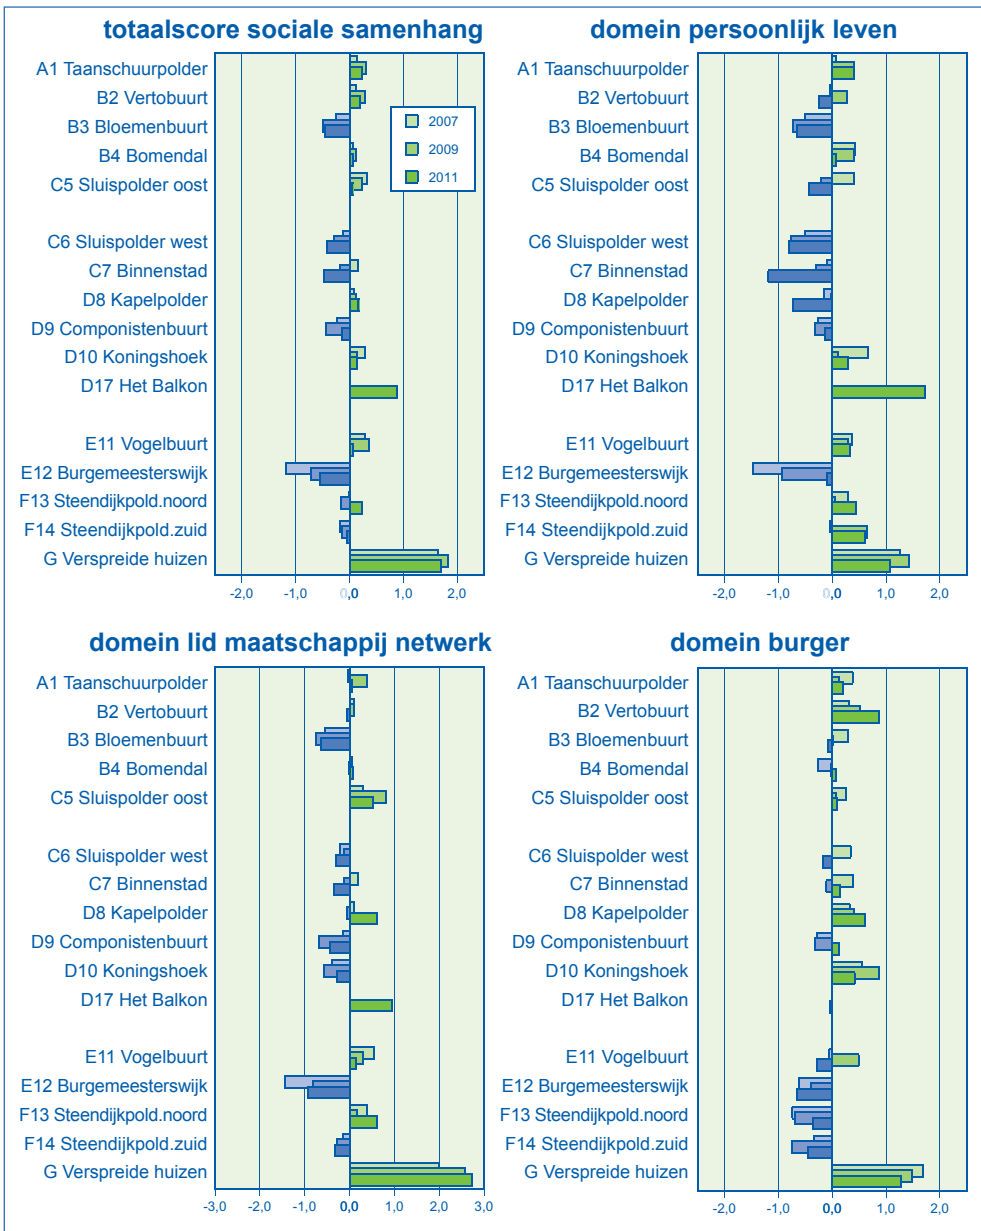 totaalscore sociale samenhang
A1 Taanschuurpolder
B2 Vertobuurt
B3 Bloemenbuurt
B4 Bomendal
C5 Sluispolder oost
C6 Sluispolder west
C7 Binnenstad
D8 Kapelpolder
D9 Componistenbuurt
D10 Koningshoek
D17 Het Balkon
E11 Vogelbuurt
E12 Burgemeesterswijk
F13 Steendijkpold.noord
F14 Steendijkpold.zuid
G Verspreide huizen
2007
2009
2011
-2,0 -1,0 0,0 1,0 2,0
domein persoonlijk leven
A1 Taanschuurpolder
B2 Vertobuurt
B3 Bloemenbuurt
B4 Bomendal
C5 Sluispolder oost
C6 Sluispolder west
C7 Binnenstad
D8 Kapelpolder
D9 Componistenbuurt
D10 Koningshoek
D17 Het Balkon
E11 Vogelbuurt
E12 Burgemeesterswijk
F13 Steendijkpold.noord
F14 Steendijkpold.zuid
G Verspreide huizen
-2,0 -1,0 0,0 1,0 2,0
domein lid maatschappij netwerk
A1 Taanschuurpolder
B2 Vertobuurt
B3 Bloemenbuurt
B4 Bomendal
C5 Sluispolder oost
C6 Sluispolder west
C7 Binnenstad
D8 Kapelpolder
D9 Componistenbuurt
D10 Koningshoek
D17 Het Balkon
E11 Vogelbuurt
E12 Burgemeesterswijk
F13 Steendijkpold.noord
F14 Steendijkpold.zuid
G Verspreide huizen
-3,0 -2,0 -1,0 0,0 1,0 2,0 3,0
domein burger
A1 Taanschuurpolder
B2 Vertobuurt
B3 Bloemenbuurt
B4 Bomendal
C5 Sluispolder oost
C6 Sluispolder west
C7 Binnenstad
D8 Kapelpolder
D9 Componistenbuurt
D10 Koningshoek
D17 Het Balkon
E11 Vogelbuurt
E12 Burgemeesterswijk
F13 Steendijkpold.noord
F14 Steendijkpold.zuid
G Verspreide huizen
-2,0 -1,0 0,0 1,0 2,0